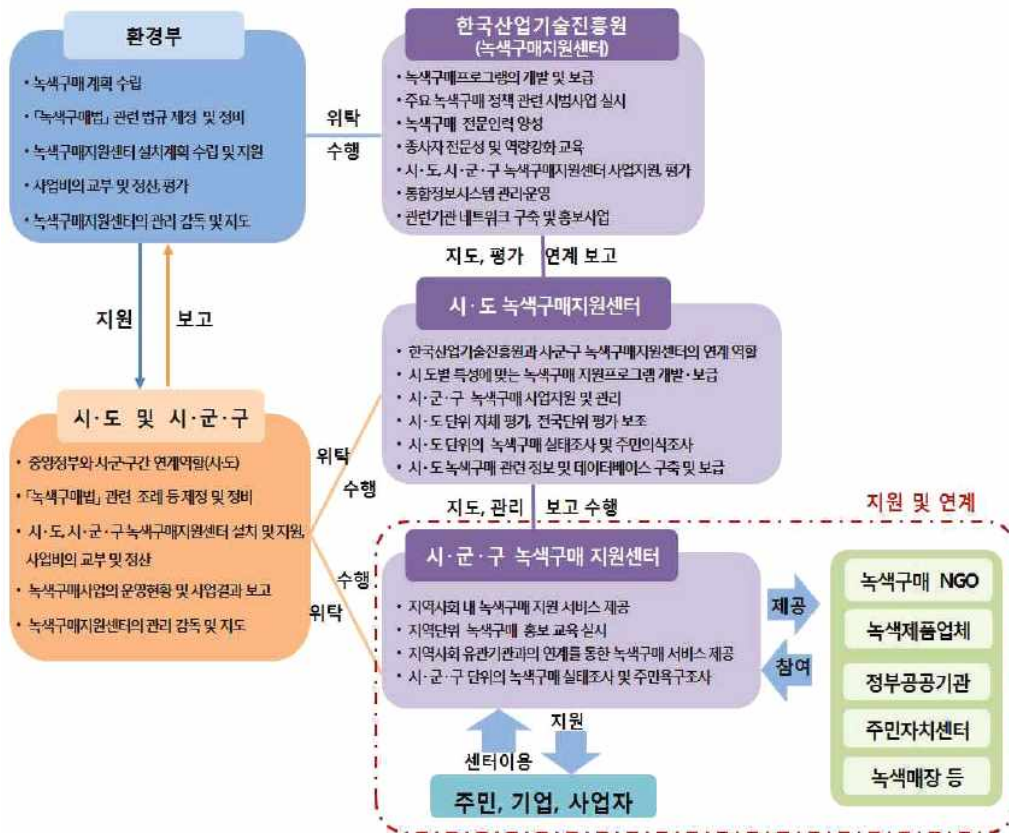 환경부
• 녹색구매 계획 수립
• 「녹색구매법」 관련 법규 제정 및 정비
• 녹색구매지원센터 설치계획 수립 및 지원
• 사업비의 교부 및 정산, 평가
• 녹색구매지원센터의 관리 감독 및 지도
위탁
수행
한국산업기술진흥원
(녹색구매지원센터)
• 녹색구매프로그램의 개발 및 보급
• 주요 녹색구매 정책 관련 시범사업 실시
• 녹색구매 전문인력 양성
• 종사자 전문성 및 역량강화 교육
• 시·도, 시·군·구 녹색구매지원센터 사업지원, 평가
• 통합정보시스템 관리·운영
• 관련기관 네트워크 구축 및 홍보사업
지도, 평가 연계 보고
지원 보고
시·도 녹색구매지원센터
• 한국산업기술진흥원과 시·군·구 녹색구매지원센터의 연계 역할
• 시 도별 특성에 맞는 녹색구매 지원프로그램 개발·보급
• 시·군·구 녹색구매 사업지원 및 관리
• 시·도 단위 자체 평가, 전국단위 평가 보조
• 시·도 단위의 녹색구매 실태조사 및 주민의식조사
• 시·도 녹색구매 관련 정보 및 데이터베이스 구축 및 보급
시·도 및 시·군·구
• 중앙정부와 시·군·구간 연계역할(시·도)
• 「녹색구매법」 관련 조례 등 제정 및 정비
• 시·도, 시·군·구 녹색구매지원센터 설치 및 지원,
사업비의 교부 및 정산
• 녹색구매사업의 운영현황 및 사업결과 보고
• 녹색구매지원센터의 관리 감독 및 지도
위탁
수행
수행
위탁
지도, 관리 보고 수행
지원 및 연계
시·군·구 녹색구매 지원센터
• 지역사회 내 녹색구매 지원 서비스 제공
• 지역단위 녹색구매 홍보 교육 실시
• 지역사회 유관기관과의 연계를 통한 녹색구매 서비스 제공
• 시·군·구 단위의 녹색구매 실태조사 및 주민욕구조사
제공
참여
녹색구매 NGO
녹색제품업체
정부공공기관
주민자치센터
녹색매장 등
지원
센터이용
주민, 기업, 사업자